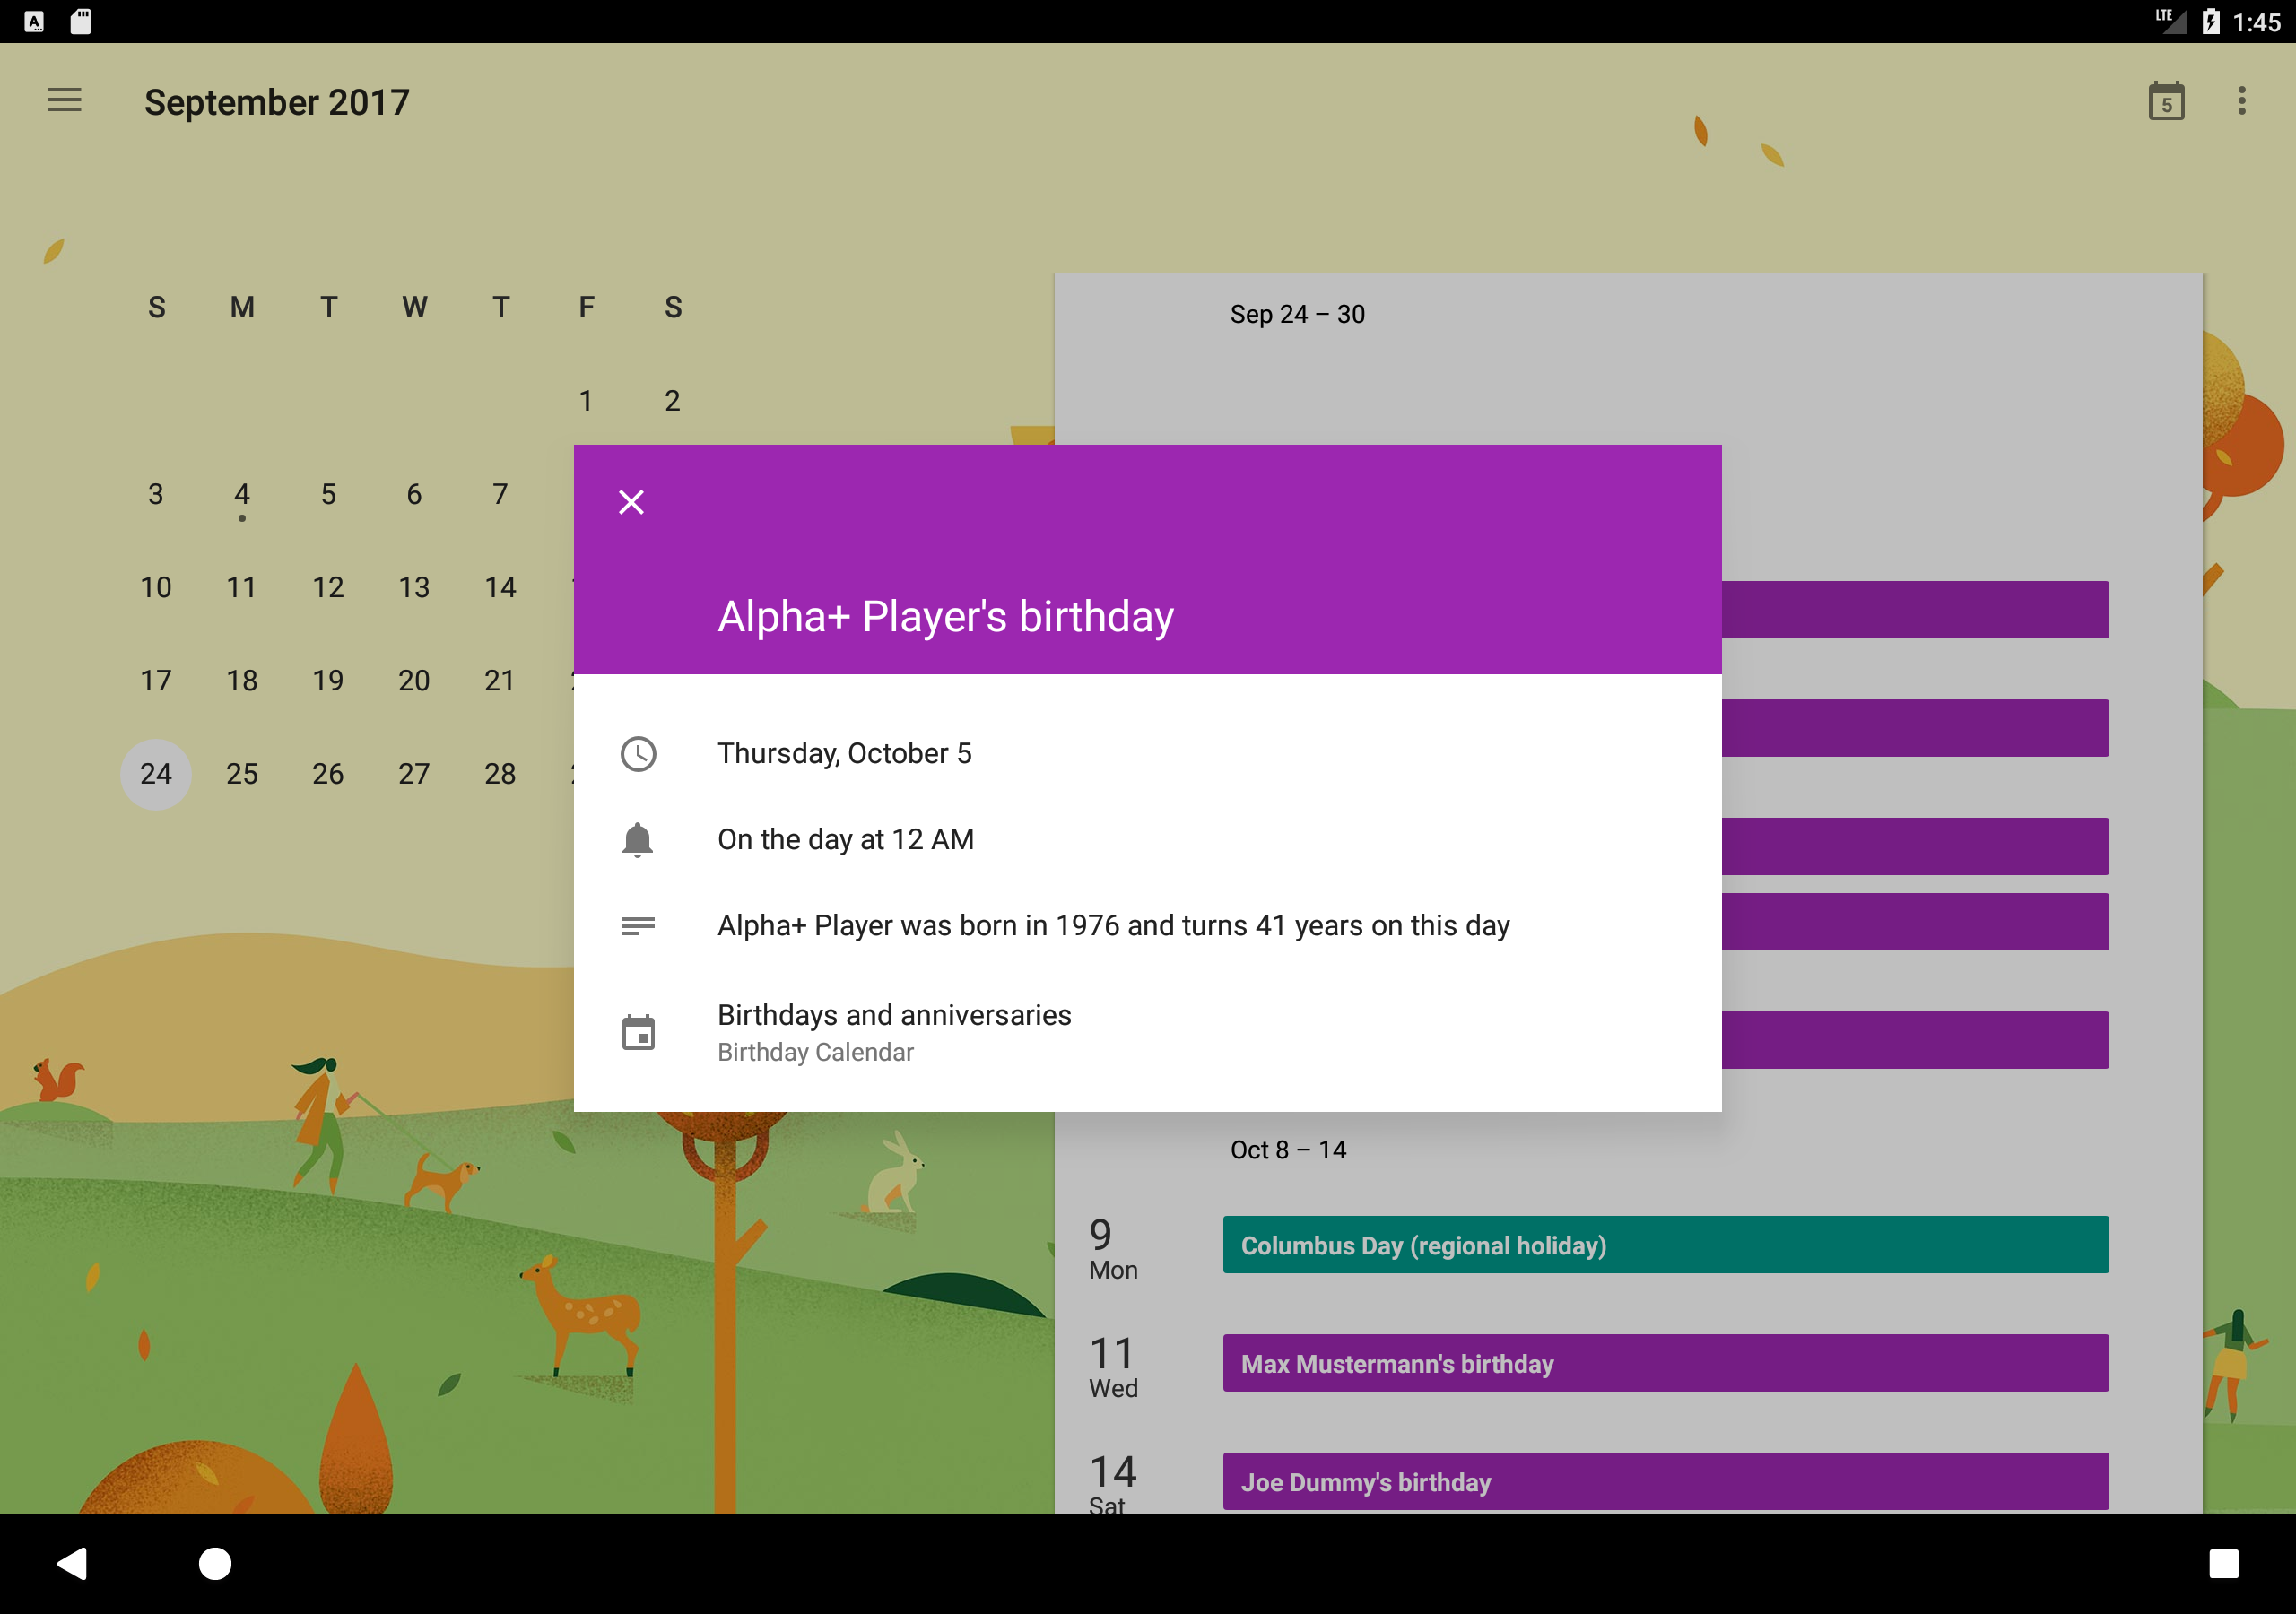 A
LTE
1:45
September 2017
5
S M T W T F S
1 2
3 4 5 6 7
10 11 12 13 14
17 18 19 20 21
24 25 26 27 28
Sep 24 – 30
Alpha+ Player's birthday
Thursday, October 5
On the day at 12 AM
Alpha+ Player was born in 1976 and turns 41 years on this day
Birthdays and anniversaries
Birthday Calendar
Oct 8 – 14
9
Mon
Columbus Day (regional holiday)
11
Wed
Max Mustermann's birthday
14
Sat
Joe Dummy's birthday